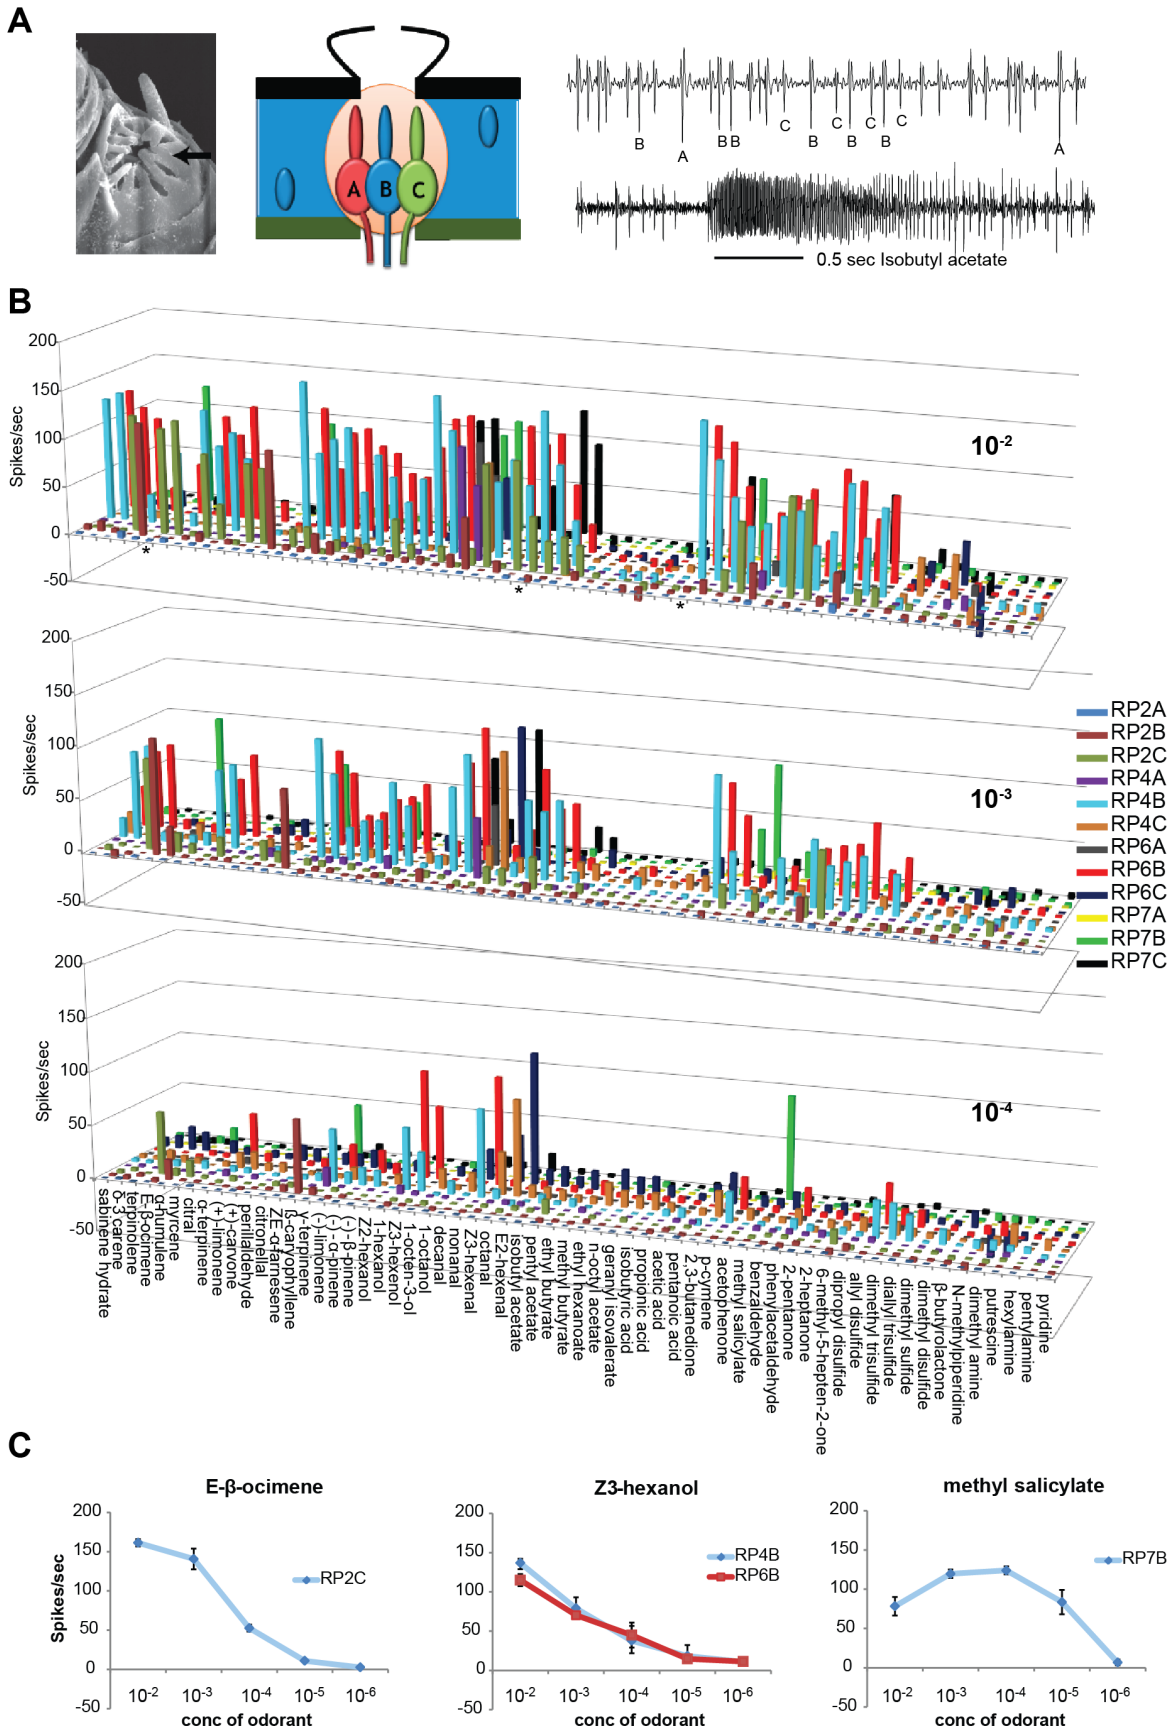 A
A B C
B A B B C B C B C B C A
0.5 sec Isobutyl acetate
B
Spikes/sec
200
150
100
50
0
-50
10-2
*
*
*
Spikes/sec
200
150
100
50
0
-50
10-3
RP2A
RP2B
RP2C
RP4A
RP4B
RP4C
RP6A
RP6B
RP6C
RP7A
RP7B
RP7C
Spikes/sec
200
150
100
50
0
-50
10-4
sabinene hydrate
δ-3 carene
terpinolene
E-β-ocimene
α-humulene
myrcene
citral
α-terpinene
(+)-limonene
(+)-carvone
perillaldehyde
citronellal
ZE-α-farnesene
ß-caryophyllene
γ-terpinene
(-)-limonene
(-)-α-pinene
(-)-β-pinene
Z2-hexanol
1-hexanol
Z3-hexenol
1-octen-3-ol
1-octanol
decanal
nonanal
Z3-hexenal
octanal
E2-hexenal
isobutyl acetate
pentyl acetate
ethyl butyrate
methyl butyrate
ethyl hexanoate
n-octyl acetate
geranyl isovalerate
isobutyric acid
propionic acid
acetic acid
pentanoic acid
2,3-butanedione
p-cymene
acetophenone
methyl salicylate
benzaldehyde
phenylacetaldehyde
2-pentanone
2-heptanone
6-methyl-5-hepten-2-one
dipropyl disulfide
allyl disulfide
dimethyl trisulfide
diallyl trisulfide
dimethyl sulfide
dimethyl disulfide
β-butyrolactone
N-methylpiperidine
dimethyl amine
putrescine
hexylamine
pentylamine
pyridine
C
E-β-ocimene
Spikes/sec
200
150
100
50
0
-50
RP2C
10-2 10-3 10-4 10-5 10-6
conc of odorant
Z3-hexanol
200
150
100
50
0
-50
RP4B
RP6B
10-2 10-3 10-4 10-5 10-6
conc of odorant
methyl salicylate
200
150
100
50
0
-50
RP7B
10-2 10-3 10-4 10-5 10-6
conc of odorant